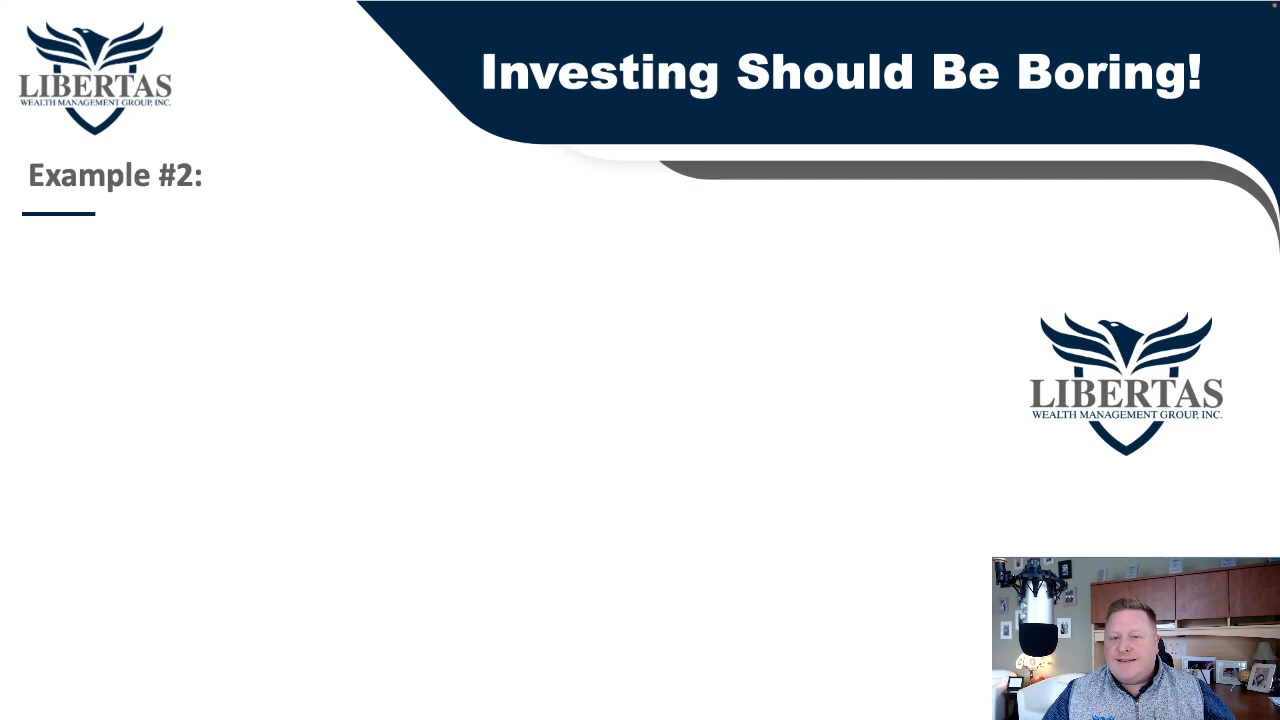 Investing Should Be Boring!
LIBERTAS
WEALTH MANAGEMENT GROUP, INC.
Example #2:
LIBERTAS
WEALTH MANAGEMENT GROUP, INC.